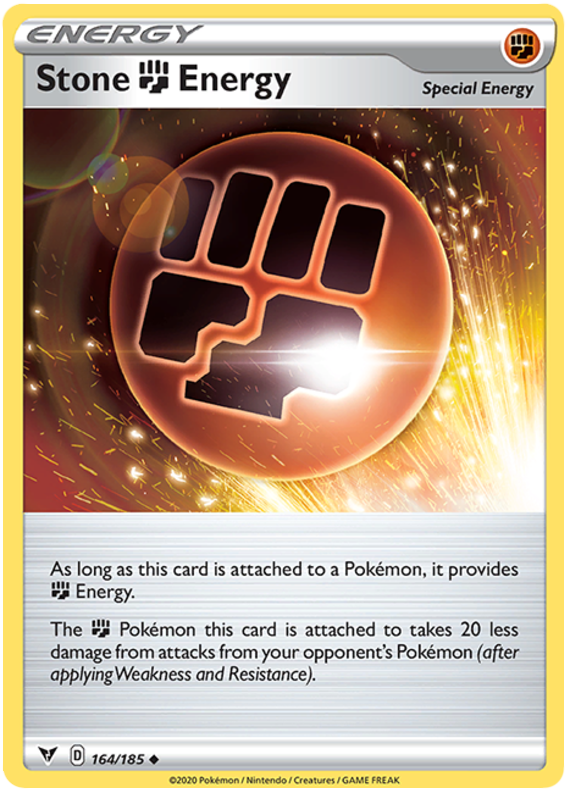 ENERGY
Stone Energy
Special Energy
As long as this card is attached to a Pokémon, it provides
Energy.
The Pokémon this card is attached to takes 20 less
damage from attacks from your opponent's Pokémon (after
applying Weakness and Resistance).
D 164/185
©2020 Pokémon / Nintendo / Creatures / GAME FREAK